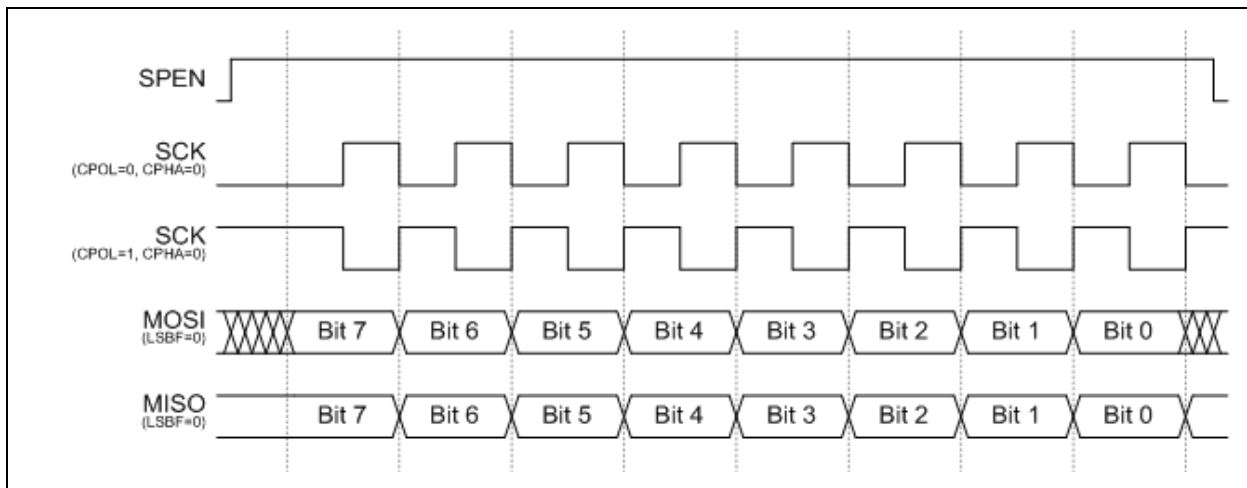 SPEN
SCK
(CPOL=0, CPHA=0)
SCK
(CPOL=1, CPHA=0)
MOSI
(LSBF=0)
Bit 7 Bit 6 Bit 5 Bit 4 Bit 3 Bit 2 Bit 1 Bit 0
MISO
(LSBF=0)
Bit 7 Bit 6 Bit 5 Bit 4 Bit 3 Bit 2 Bit 1 Bit 0